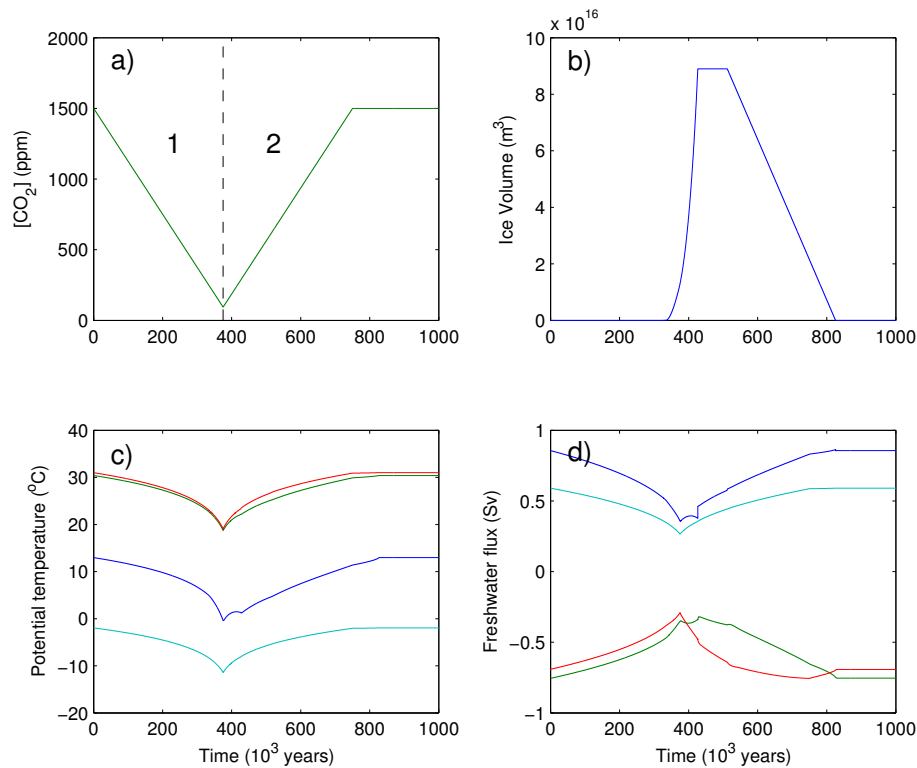 a)
1
2
[CO2] (ppm)
2000
1500
1000
500
0
0 200 400 600 800 1000
x 10^16
b)
Ice Volume (m^3)
10
8
6
4
2
0
0 200 400 600 800 1000
c)
Potential temperature (°C)
40
30
20
10
0
−10
−20
0 200 400 600 800 1000
Time (10^3 years)
d)
Freshwater flux (Sv)
1
0.5
0
−0.5
−1
0 200 400 600 800 1000
Time (10^3 years)